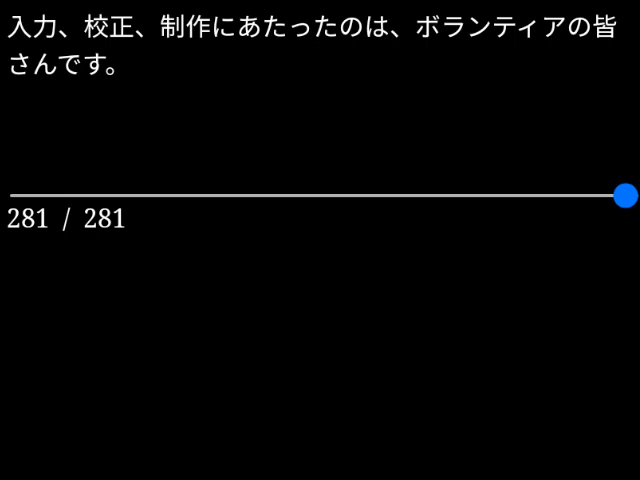 入力、校正、制作にあたったのは、ボランティアの皆
さんです。
281 / 281